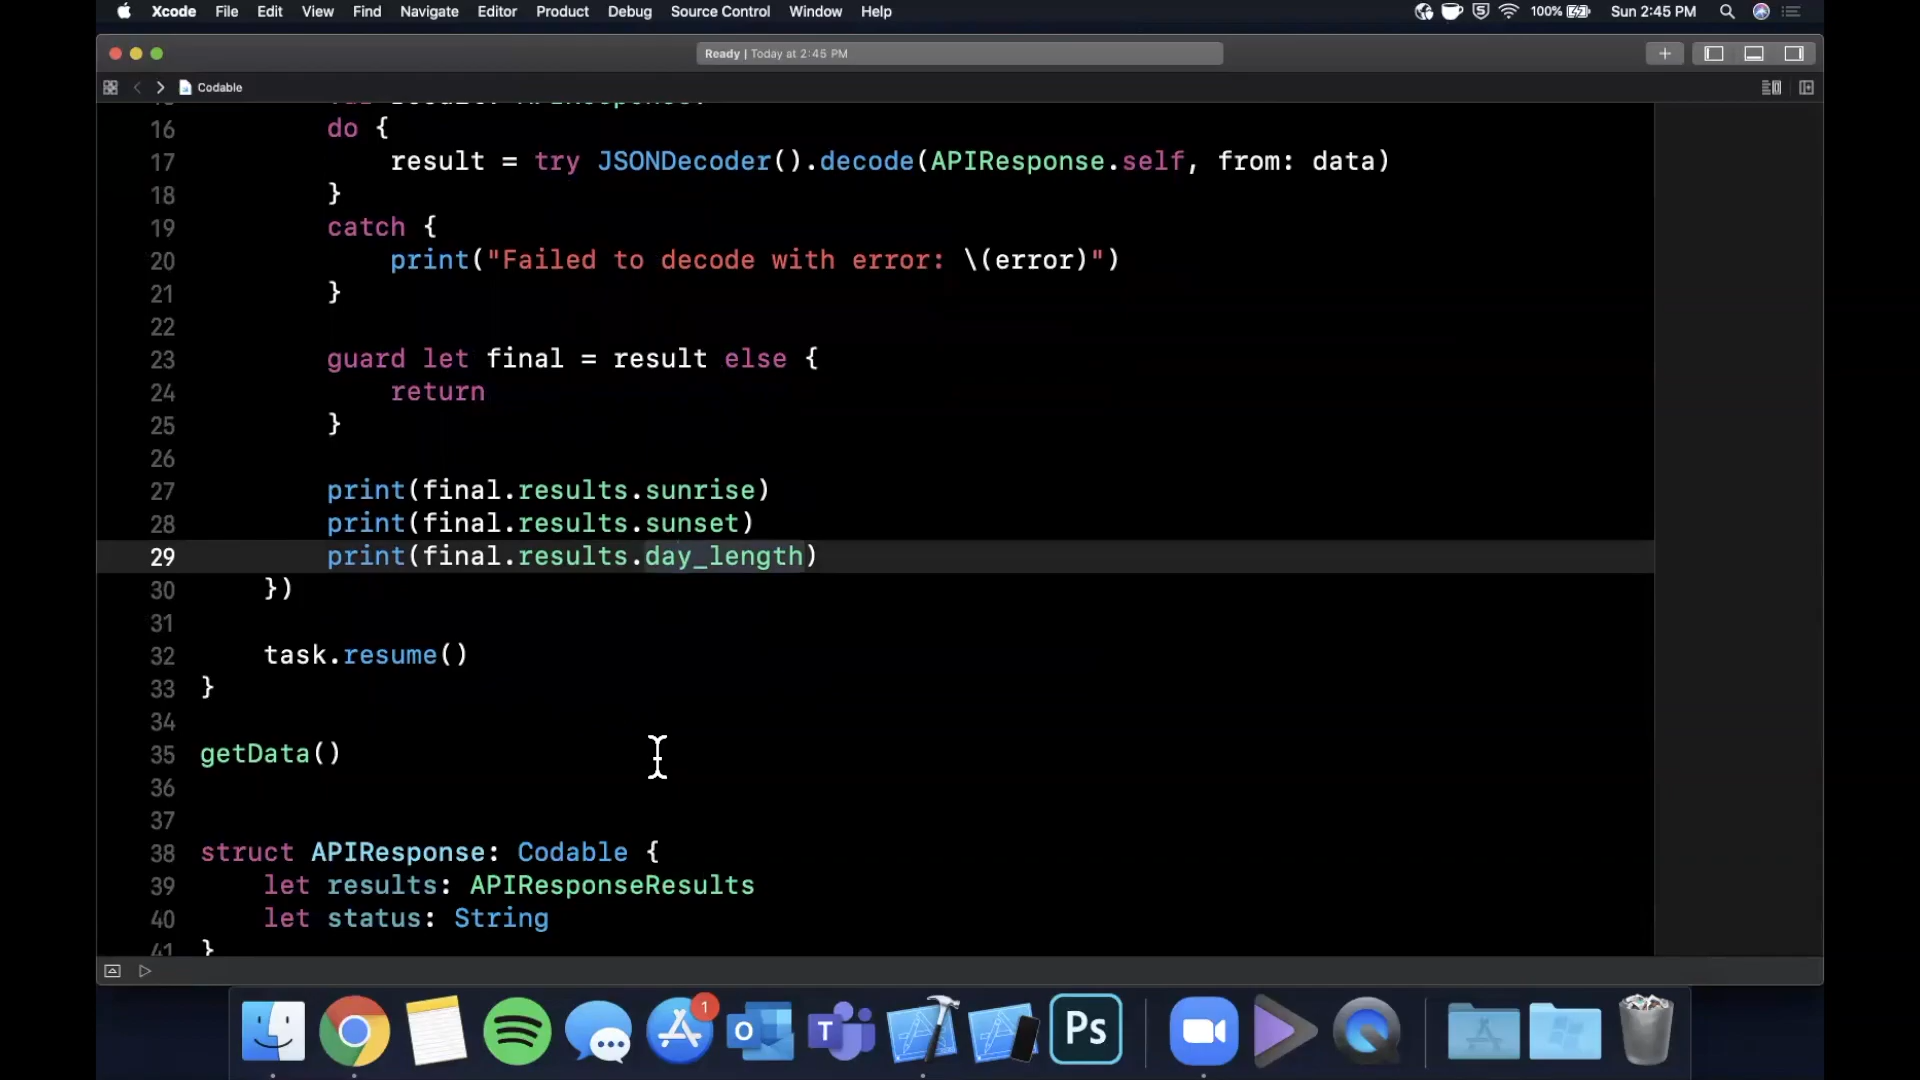 Xcode File Edit View Find Navigate Editor Product Debug Source Control Window Help 100% Sun 2:45 PM
Ready | Today at 2:45 PM
Codable
16 do {
17 result = try JSONDecoder().decode(APIResponse.self, from: data)
18 }
19 catch {
20 print("Failed to decode with error: \(error)")
21 }
22
23 guard let final = result else {
24 return
25 }
26
27 print(final.results.sunrise)
28 print(final.results.sunset)
29 print(final.results.day_length)
30 })
31
32 task.resume()
33 }
34
35 getData()
36
37
38 struct APIResponse: Codable {
39 let results: APIResponseResults
40 let status: String
41 }
1
O
T
Ps